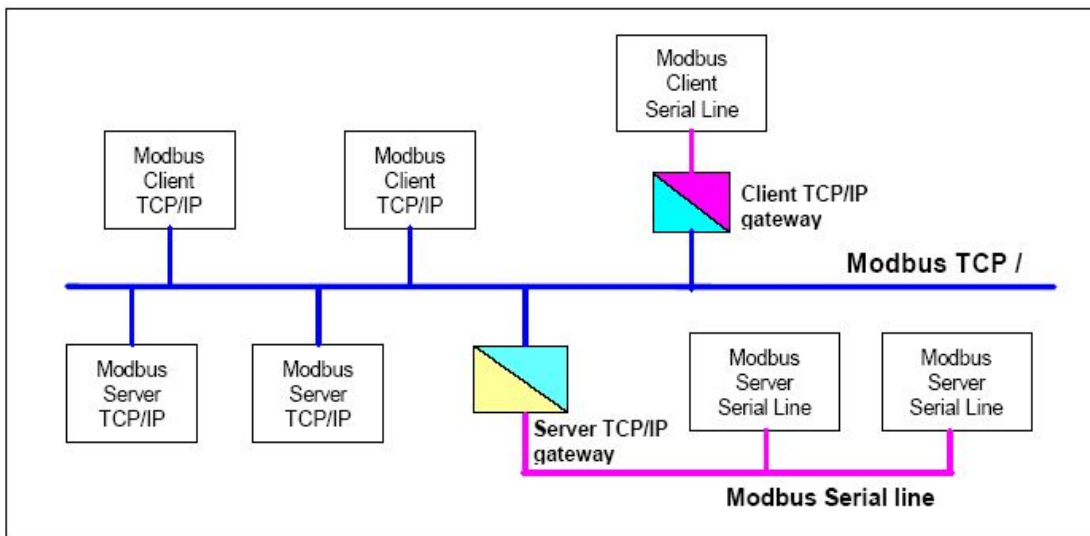 Modbus
Client
Serial Line
Modbus
Client
TCP/IP
Modbus
Client
TCP/IP
Client TCP/IP
gateway
Modbus TCP /
Modbus
Server
TCP/IP
Modbus
Server
TCP/IP
Server TCP/IP
gateway
Modbus
Server
Serial Line
Modbus
Server
Serial Line
Modbus Serial line